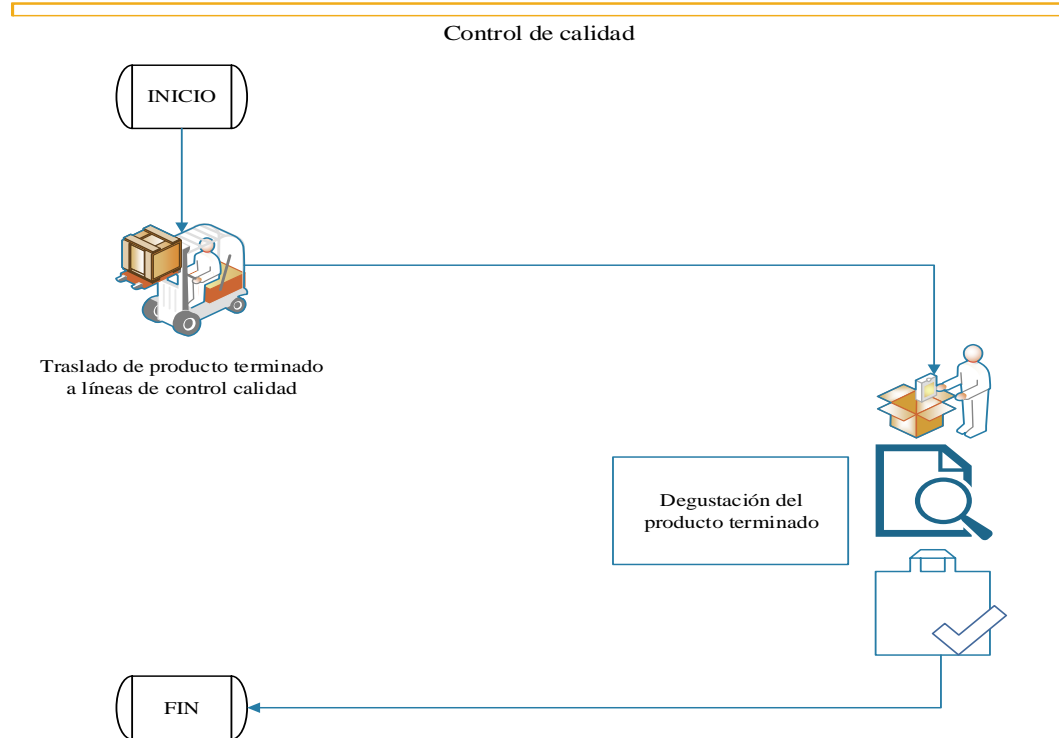 Control de calidad
INICIO
Traslado de producto terminado
a líneas de control calidad
Degustación del
producto terminado
FIN